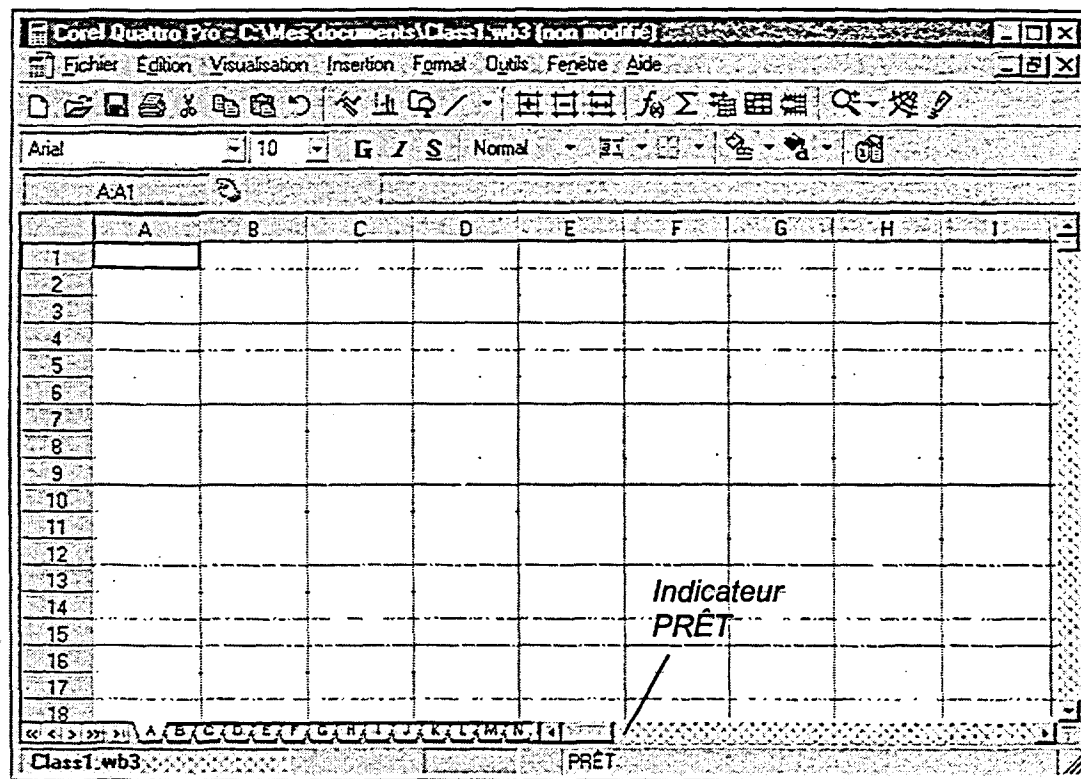 Corel Quattro Pro - C:\Mes documents\Class1.wb3 (non modifié)
Fichier Édition Visualisation Insertion Format Outils Fenêtre Aide
Arial 10 G I S Normal
A:A1
A B C D E F G H I
1
2
3
4
5
6
7
8
9
10
11
12
13
14
15
16
17
18
Indicateur
PRÊT
A B C D E F G H I J K L M N
Class1.wb3 PRÊT